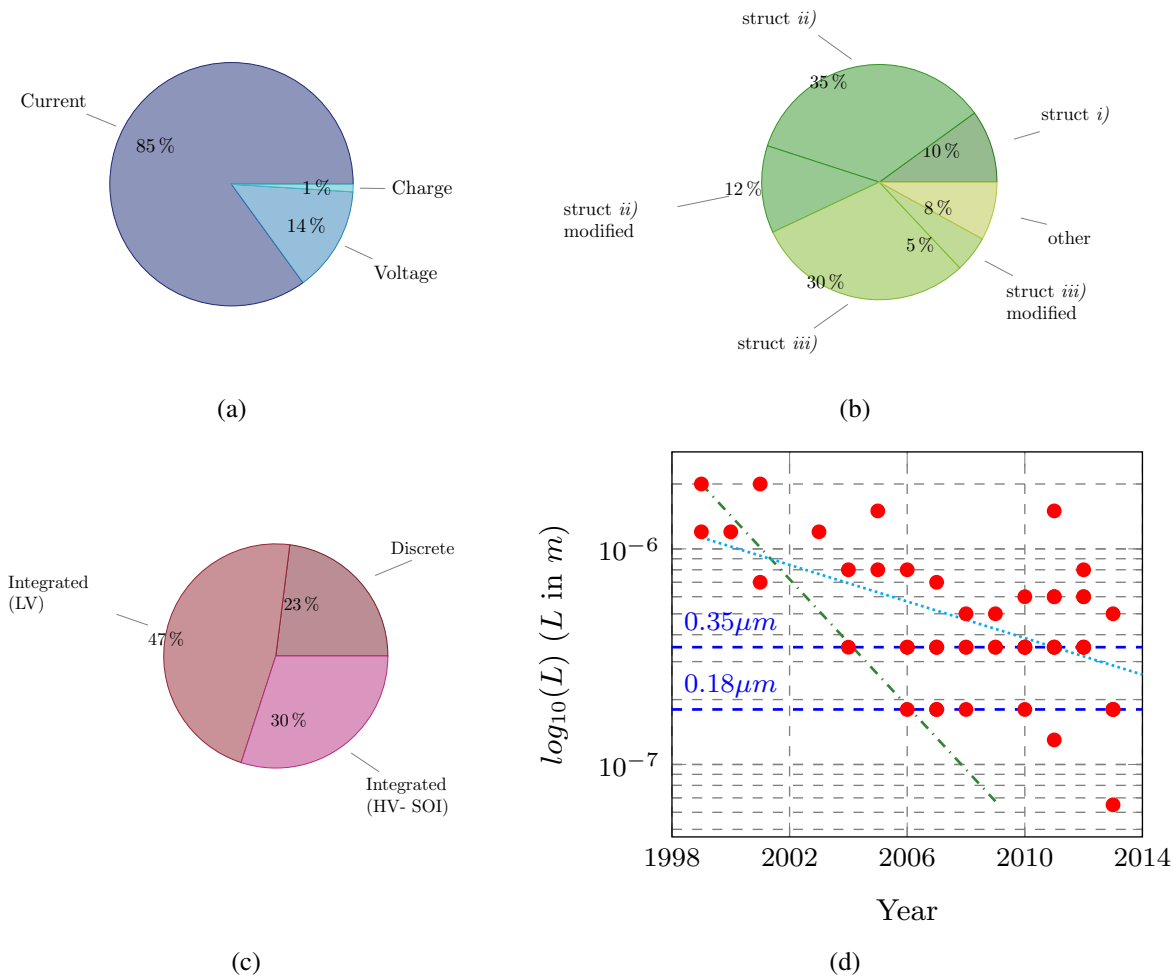 Current
85 %
1 %
Charge
14 %
Voltage
(a)
struct ii)
35 %
struct i)
10 %
12 %
8 %
struct ii)
modified
5 %
other
30 %
struct iii)
modified
struct iii)
(b)
Discrete
Integrated
(LV)
23 %
47 %
30 %
Integrated
(HV- SOI)
(c)
log₁₀(L) (L in m)
10⁻⁶
0.35µm
0.18µm
10⁻⁷
1998 2002 2006 2010 2014
Year
(d)